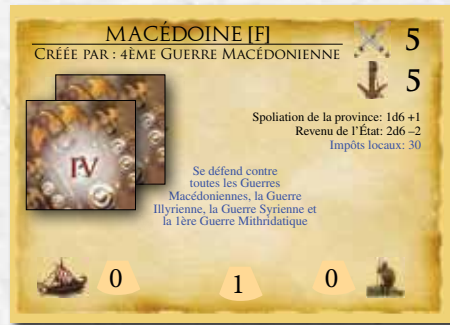 MACÉDOINE [F]
CRÉÉE PAR : 4ÈME GUERRE MACÉDONIENNE
5
5
Spoliation de la province: 1d6 +1
Revenu de l'État: 2d6 –2
Impôts locaux: 30
IV
Se défend contre
toutes les Guerres
Macédoniennes, la Guerre
Illyrienne, la Guerre Syrienne et
la 1ère Guerre Mithridatique
0
1
0